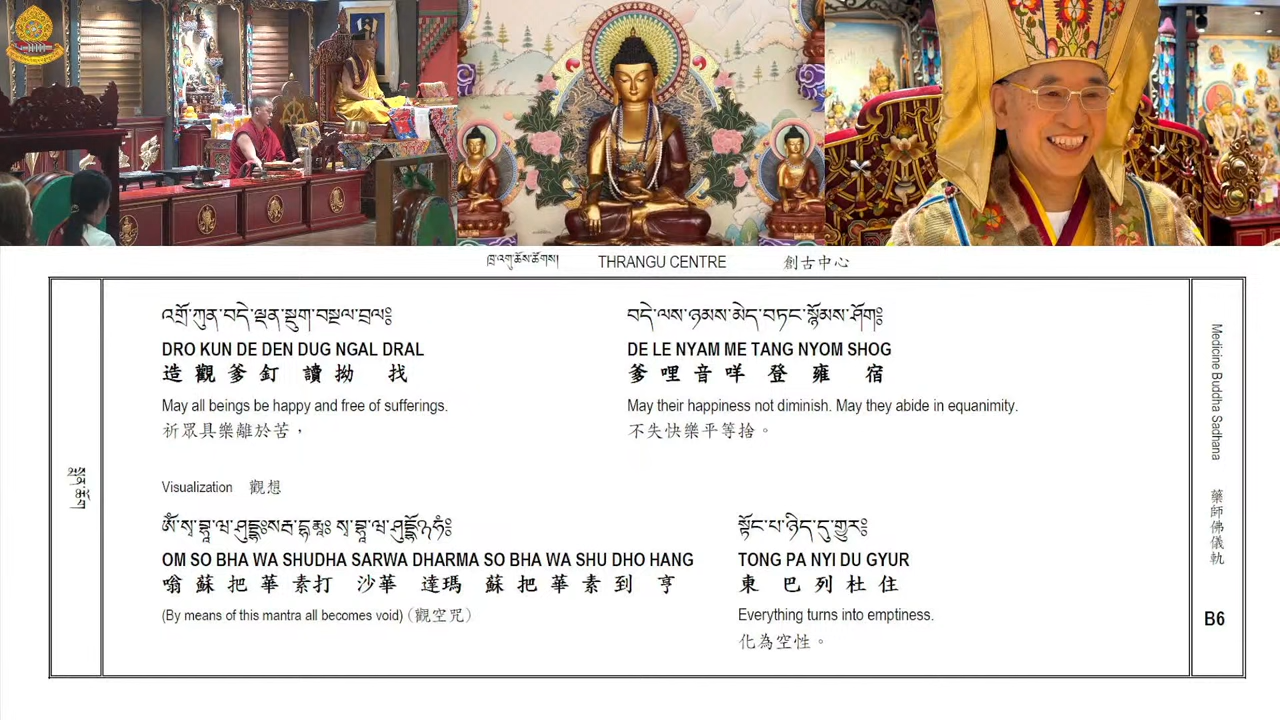 ཁྲ་འགུ་ཆོས་ཚོགས། THRANGU CENTRE 創古中心
འགྲོ་ཀུན་བདེ་ལྡན་སྡུག་བསྔལ་བྲལ༔
DRO KUN DE DEN DUG NGAL DRAL
造 觀 爹 釘 讀 拗 找
May all beings be happy and free of sufferings.
祈眾具樂離於苦，
བདེ་ལས་ཉམས་མེད་བཏང་སྙོམས་ཤོག༔
DE LE NYAM ME TANG NYOM SHOG
爹 哩 音 咩 登 雍 宿
May their happiness not diminish. May they abide in equanimity.
不失快樂平等捨。
Visualization 觀想
OM SO BHA WA SHUDHA SARWA DHARMA SO BHA WA SHU DHO HANG
嗡 蘇 把 華 素打 沙華 達瑪 蘇 把 華 素 到 亨
(By means of this mantra all becomes void) (觀空咒)
སྟོང་པ་ཉིད་དུ་གྱུར༔
TONG PA NYI DU GYUR
東 巴 列 杜 住
Everything turns into emptiness.
化為空性。
སྨན་ཆོག
Medicine Buddha Sadhana 藥師佛儀軌
B6